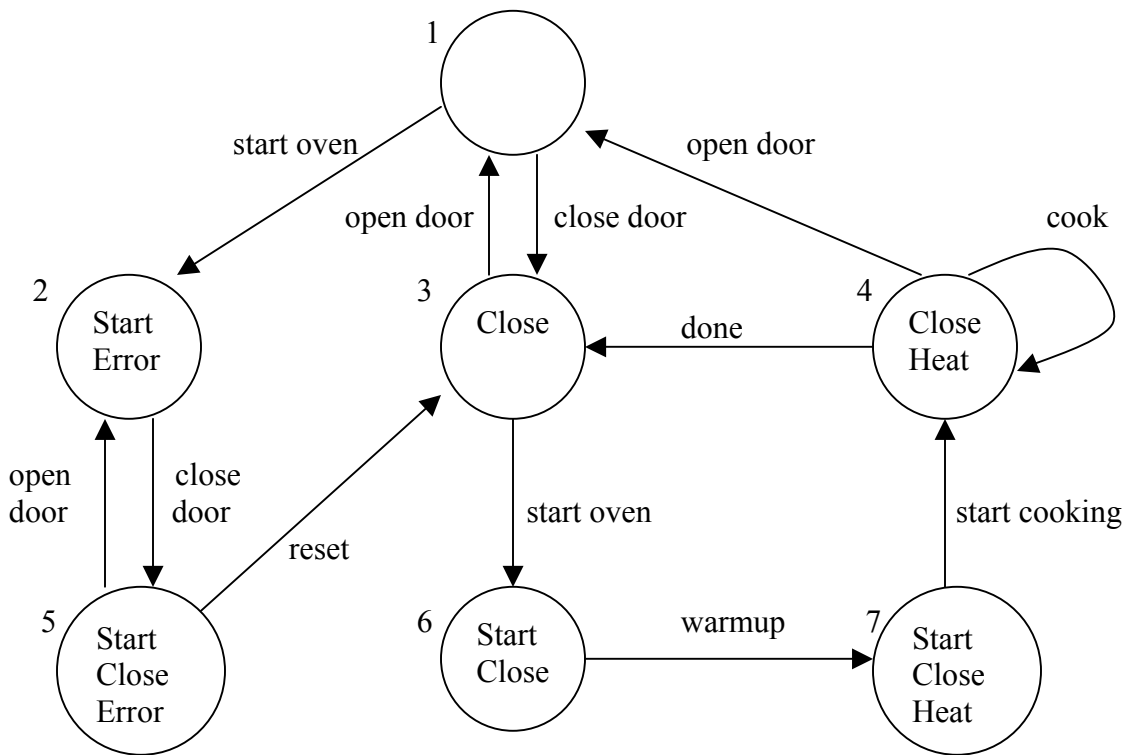 1
start oven
open door
open door
close door
cook
2
Start
Error
3
Close
done
4
Close
Heat
open
door
close
door
reset
start oven
start cooking
5
Start
Close
Error
6
Start
Close
warmup
7
Start
Close
Heat